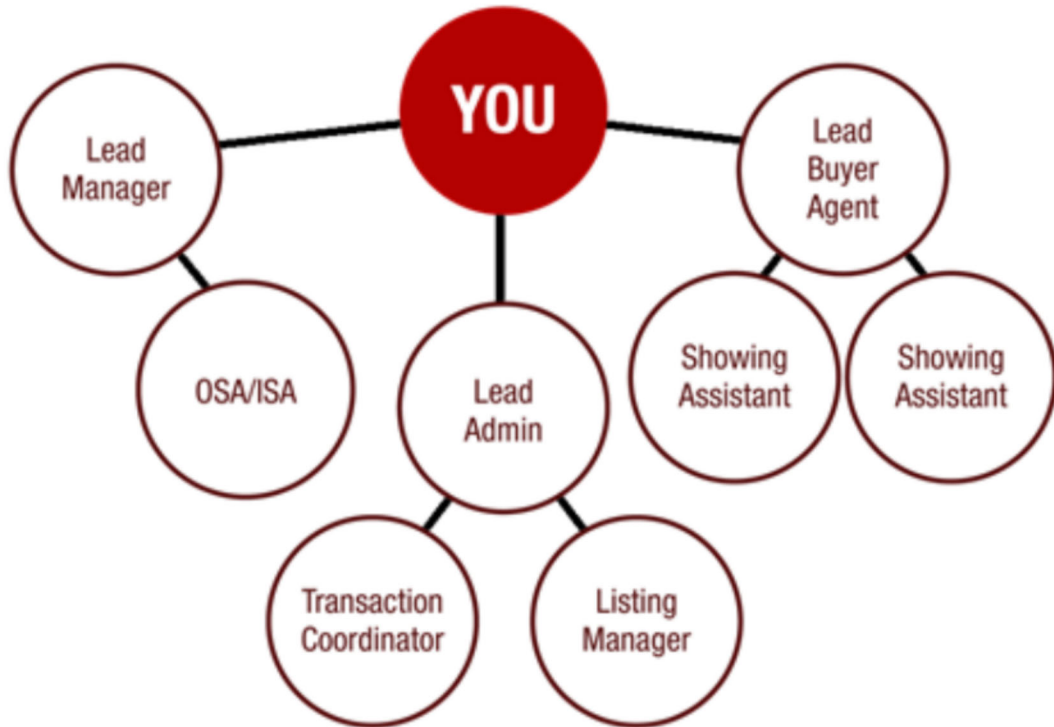 YOU
Lead
Manager
Lead
Buyer
Agent
OSA/ISA
Lead
Admin
Showing
Assistant
Showing
Assistant
Transaction
Coordinator
Listing
Manager